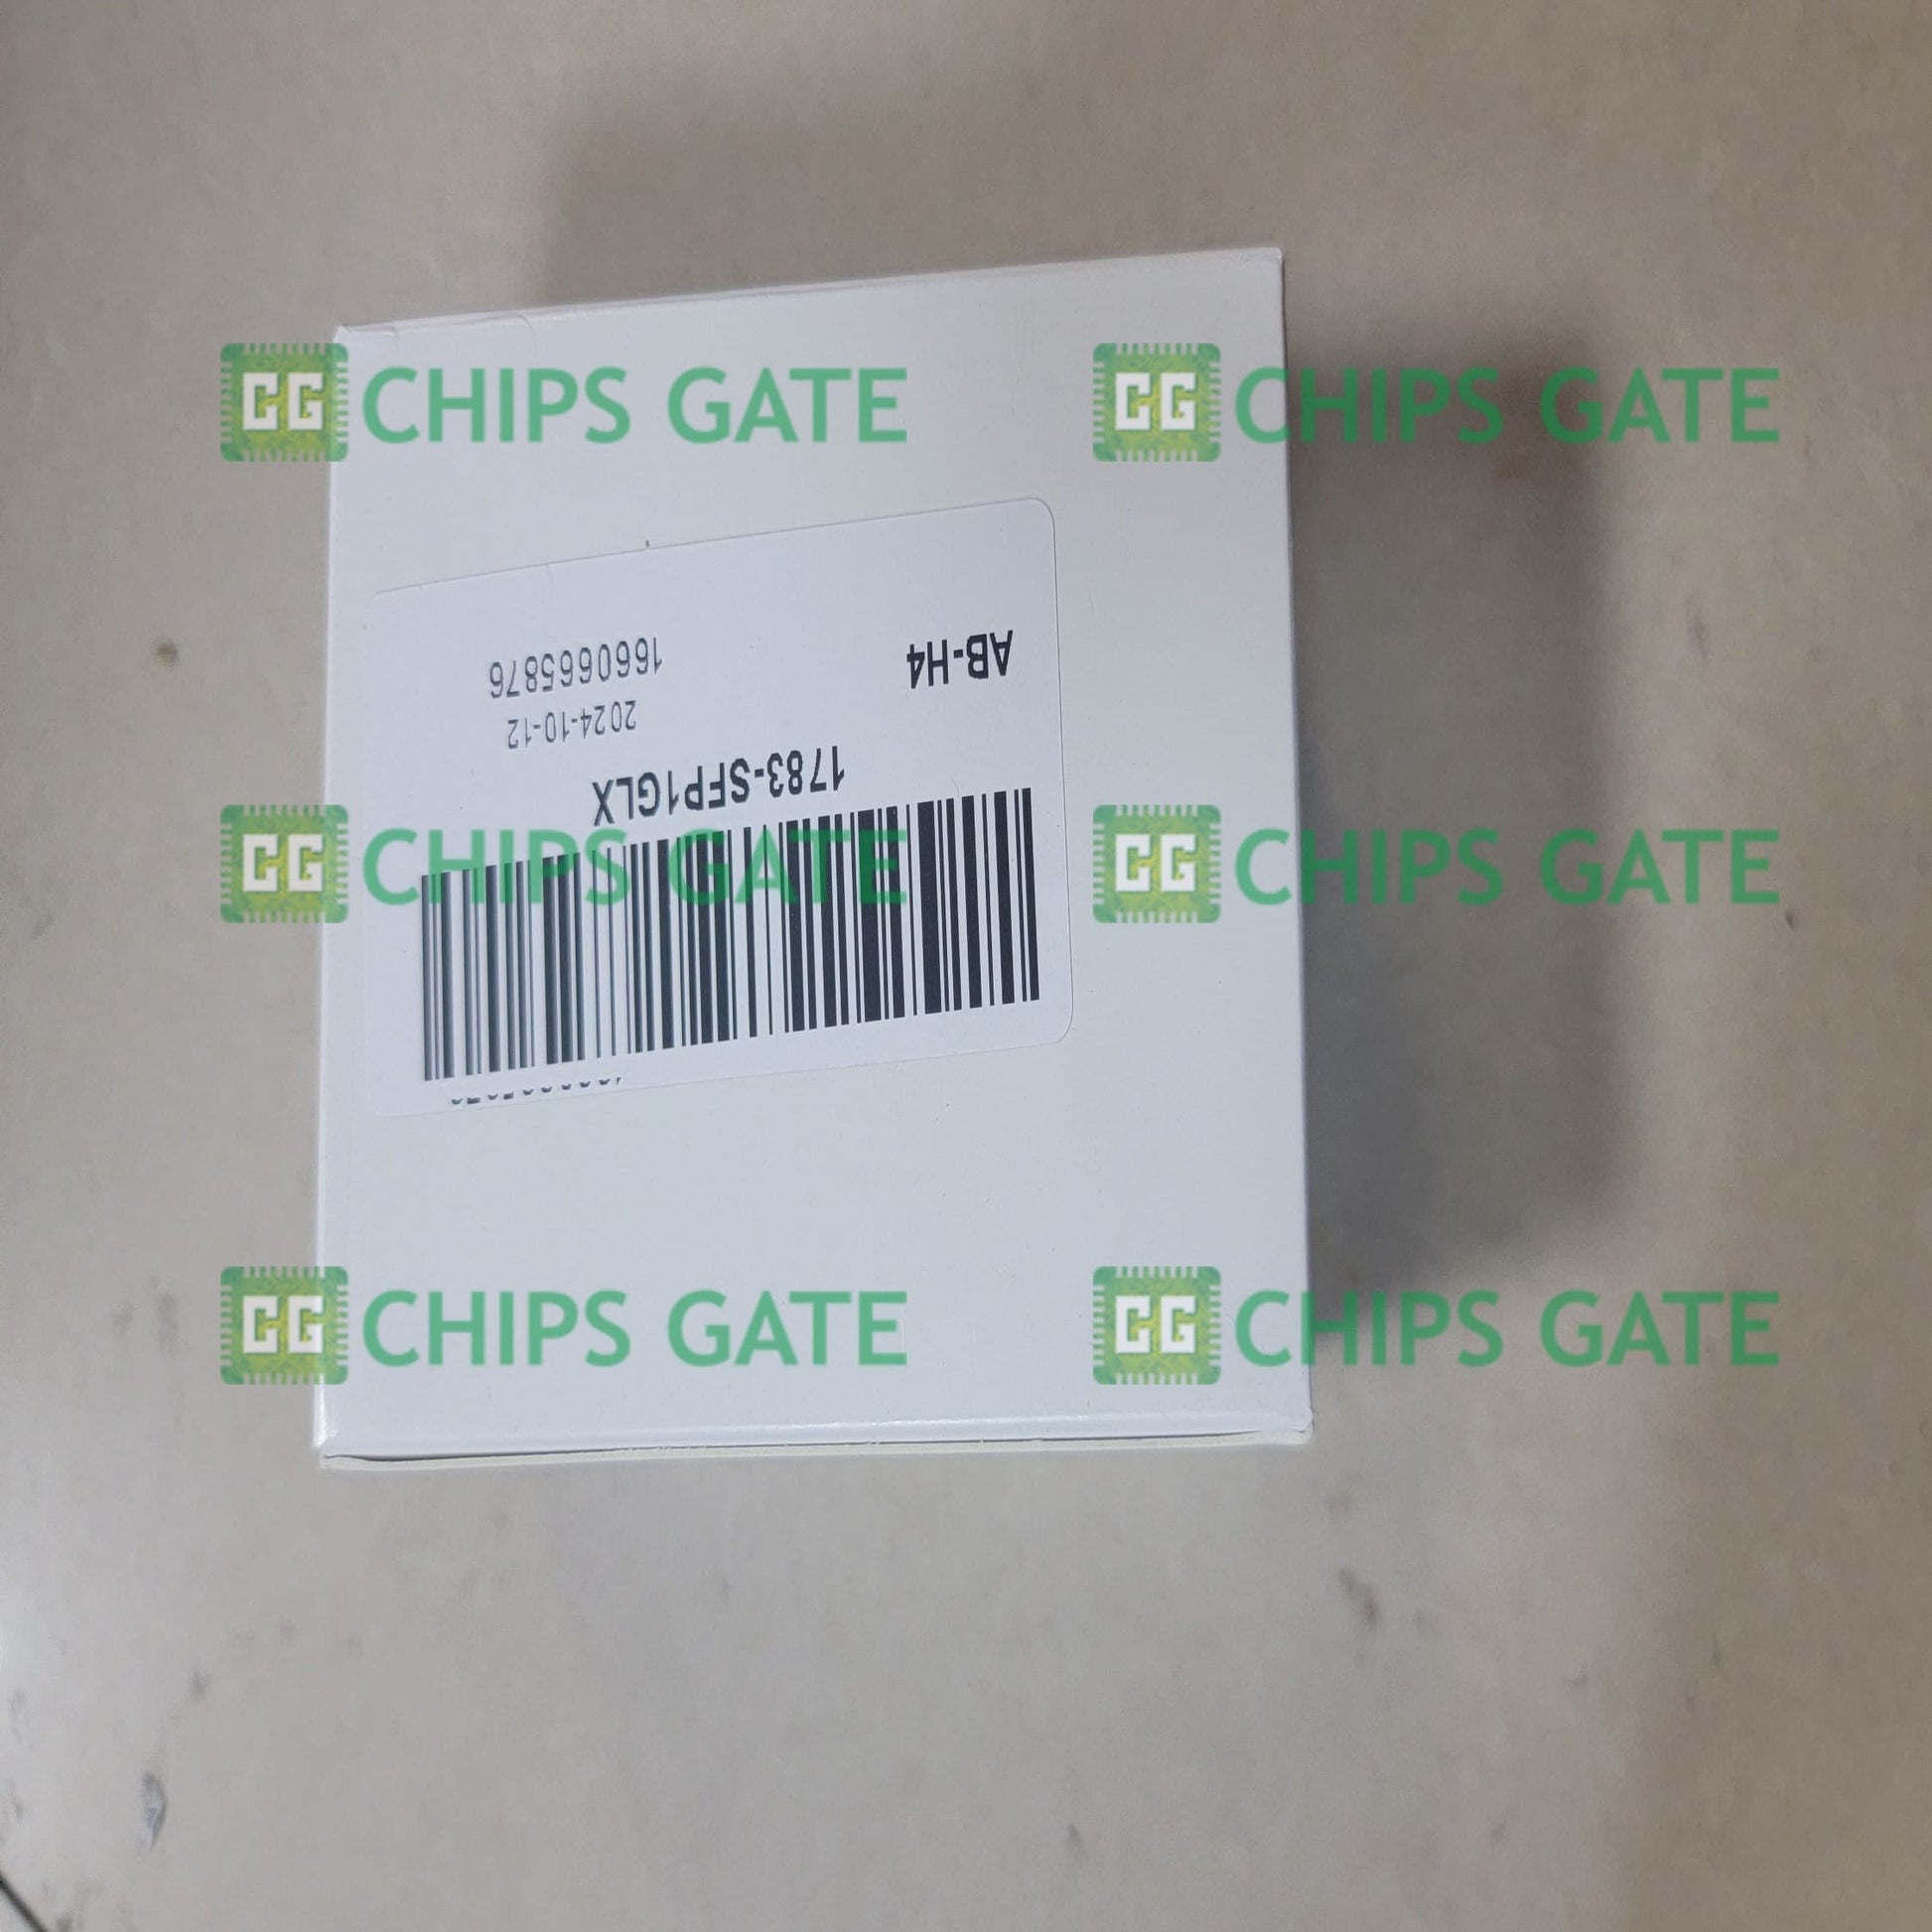 CG CHIPS GATE
CG CHIPS GATE
CG CHIPS GATE
CG CHIPS GATE
CG CHIPS GATE
CG CHIPS GATE
1783-SFP1GLX
2024-10-12
AB-H4
1660665876